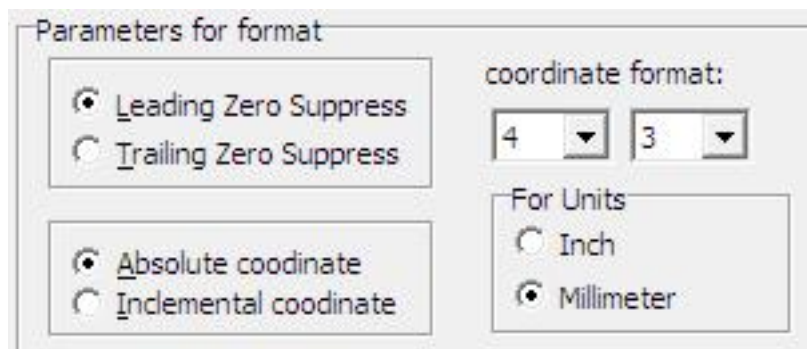 Parameters for format
Leading Zero Suppress
Trailing Zero Suppress
Absolute coodinate
Inclemental coodinate
coordinate format:
4 3
For Units
Inch
Millimeter